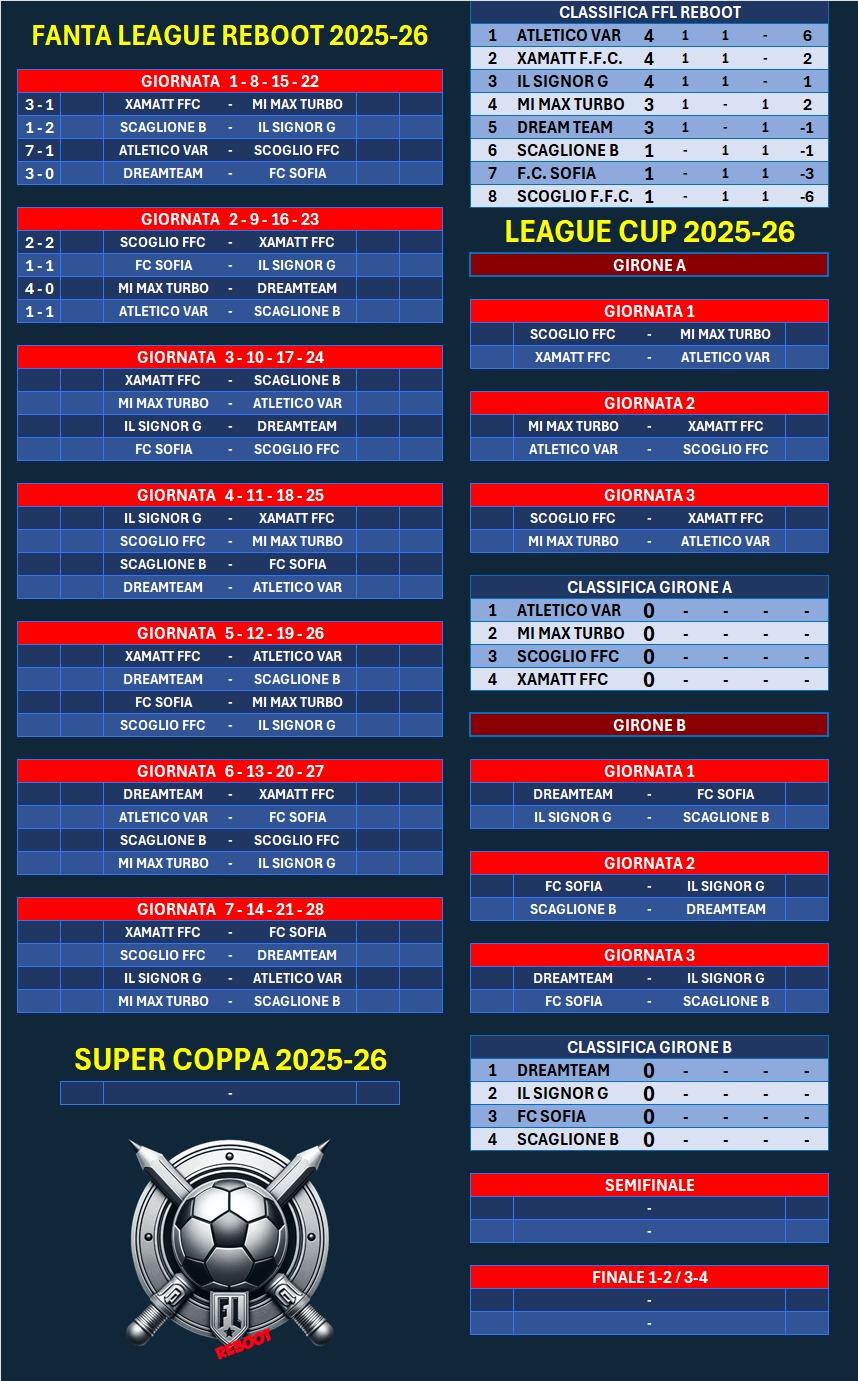 FANTA LEAGUE REBOOT 2025-26
GIORNATA 1 - 8 - 15 - 22
3 - 1 XAMATT FFC - MI MAX TURBO
1 - 2 SCAGLIONE B - IL SIGNOR G
7 - 1 ATLETICO VAR - SCOGLIO FFC
3 - 0 DREAMTEAM - FC SOFIA
GIORNATA 2 - 9 - 16 - 23
2 - 2 SCOGLIO FFC - XAMATT FFC
1 - 1 FC SOFIA - IL SIGNOR G
4 - 0 MI MAX TURBO - DREAMTEAM
1 - 1 ATLETICO VAR - SCAGLIONE B
GIORNATA 3 - 10 - 17 - 24
XAMATT FFC - SCAGLIONE B
MI MAX TURBO - ATLETICO VAR
IL SIGNOR G - DREAMTEAM
FC SOFIA - SCOGLIO FFC
GIORNATA 4 - 11 - 18 - 25
IL SIGNOR G - XAMATT FFC
SCOGLIO FFC - MI MAX TURBO
SCAGLIONE B - FC SOFIA
DREAMTEAM - ATLETICO VAR
GIORNATA 5 - 12 - 19 - 26
XAMATT FFC - ATLETICO VAR
DREAMTEAM - SCAGLIONE B
FC SOFIA - MI MAX TURBO
SCOGLIO FFC - IL SIGNOR G
GIORNATA 6 - 13 - 20 - 27
DREAMTEAM - XAMATT FFC
ATLETICO VAR - FC SOFIA
SCAGLIONE B - SCOGLIO FFC
MI MAX TURBO - IL SIGNOR G
GIORNATA 7 - 14 - 21 - 28
XAMATT FFC - FC SOFIA
SCOGLIO FFC - DREAMTEAM
IL SIGNOR G - ATLETICO VAR
MI MAX TURBO - SCAGLIONE B
SUPER COPPA 2025-26
-
FL
REBOOT
CLASSIFICA FFL REBOOT
1 ATLETICO VAR 4 1 1 - 6
2 XAMATT F.F.C. 4 1 1 - 2
3 IL SIGNOR G 4 1 1 - 1
4 MI MAX TURBO 3 1 - 1 2
5 DREAM TEAM 3 1 - 1 -1
6 SCAGLIONE B 1 - 1 1 -1
7 F.C. SOFIA 1 - 1 1 -3
8 SCOGLIO F.F.C. 1 - 1 1 -6
LEAGUE CUP 2025-26
GIRONE A
GIORNATA 1
SCOGLIO FFC - MI MAX TURBO
XAMATT FFC - ATLETICO VAR
GIORNATA 2
MI MAX TURBO - XAMATT FFC
ATLETICO VAR - SCOGLIO FFC
GIORNATA 3
SCOGLIO FFC - XAMATT FFC
MI MAX TURBO - ATLETICO VAR
CLASSIFICA GIRONE A
1 ATLETICO VAR 0 - - - -
2 MI MAX TURBO 0 - - - -
3 SCOGLIO FFC 0 - - - -
4 XAMATT FFC 0 - - - -
GIRONE B
GIORNATA 1
DREAMTEAM - FC SOFIA
IL SIGNOR G - SCAGLIONE B
GIORNATA 2
FC SOFIA - IL SIGNOR G
SCAGLIONE B - DREAMTEAM
GIORNATA 3
DREAMTEAM - IL SIGNOR G
FC SOFIA - SCAGLIONE B
CLASSIFICA GIRONE B
1 DREAMTEAM 0 - - - -
2 IL SIGNOR G 0 - - - -
3 FC SOFIA 0 - - - -
4 SCAGLIONE B 0 - - - -
SEMIFINALE
-
-
FINALE 1-2 / 3-4
-
-